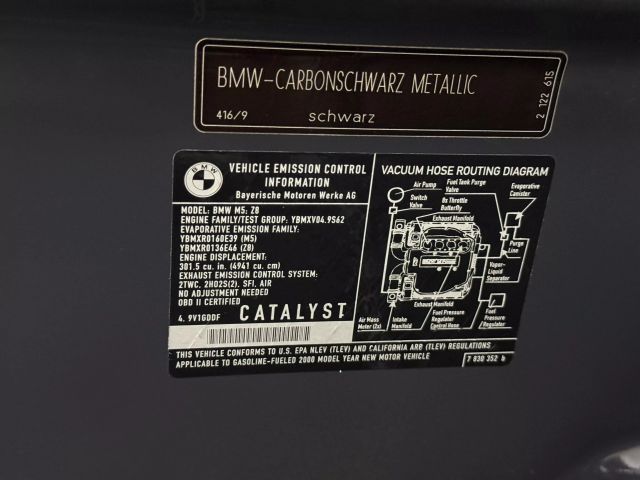 BMW-CARBONSCHWARZ METALLIC
416/9 schwarz
2 122 615
BMW
VEHICLE EMISSION CONTROL
INFORMATION
Bayerische Motoren Werke AG
MODEL: BMW M5; Z8
ENGINE FAMILY/TEST GROUP: YBMXV04.9S62
EVAPORATIVE EMISSION FAMILY:
YBMXR0160E39 (M5)
YBMXR0136E46 (Z8)
ENGINE DISPLACEMENT:
301.5 cu. in. (4941 cm)
EXHAUST EMISSION CONTROL SYSTEM:
2TWC, 2HO2S(2), SFI, AIR
NO ADJUSTMENT NEEDED
OBD II CERTIFIED
4. 9V1GDDF
CATALYST
VACUUM HOSE ROUTING DIAGRAM
Air Pump
Fuel Tank Purge
Valve
Evaporative
Canister
Switch
Valve
8x Throttle
Butterfly
Exhaust Manifold
Purge
Line
Vapor-
Liquid
Separator
Exhaust Manifold
Air Mass
Meter (2x)
Intake
Manifold
Fuel Pressure
Regulator
Control Hose
Fuel
Pressure
Regulator
THIS VEHICLE CONFORMS TO U.S. EPA NLEV (TLEV) AND CALIFORNIA ARB (TLEV) REGULATIONS
APPLICABLE TO GASOLINE-FUELED 2000 MODEL YEAR NEW MOTOR VEHICLE
7 830 352 b